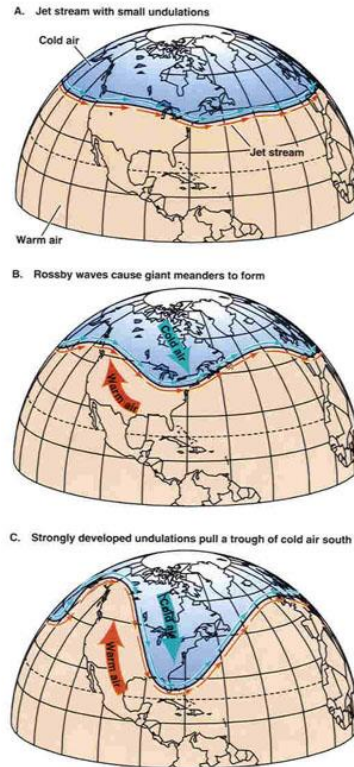 A. Jet stream with small undulations
Cold air
Jet stream
Warm air
B. Rossby waves cause giant meanders to form
Cold air
Warm air
C. Strongly developed undulations pull a trough of cold air south
Cold air
Warm air